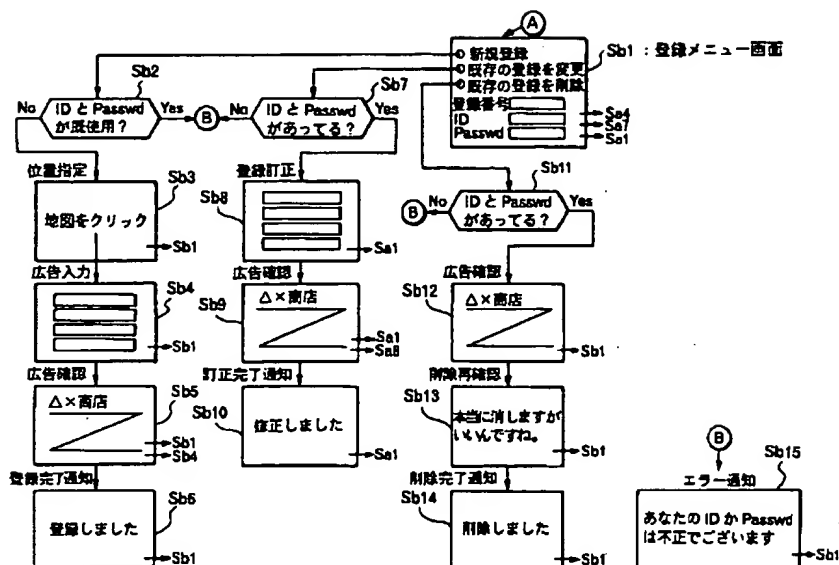 A
新規登録
既存の登録を変更
既存の登録を削除
登録番号
ID
Passwd
Sa4
Sa7
Sa1
Sb1 : 登録メニュー画面
Sb2
No
IDとPasswd
が既使用？
Yes
B
Sb7
No
IDとPasswd
があってる？
Yes
Sb11
B
No
IDとPasswd
があってる？
Yes
位置指定
Sb3
地図をクリック
Sb1
広告入力
Sb4
Sb1
広告確認
△×商店
Sb5
Sb1
Sb4
登録完了通知
Sb6
登録しました
Sb1
登録訂正
Sb8
Sa1
広告確認
Sb9
△×商店
Sa1
Sa8
訂正完了通知
Sb10
修正しました
Sa1
広告確認
Sb12
△×商店
Sb1
削除再確認
Sb13
本当に消しますが
いいんですね。
Sb1
削除完了通知
Sb14
削除しました
Sb1
B
Sb15
エラー通知
あなたのIDかPasswd
は不正でございます
Sb1